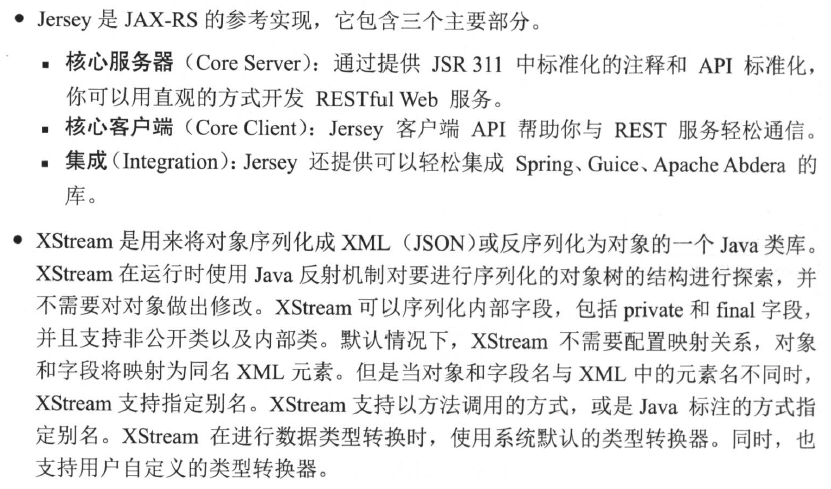 • Jersey 是 JAX-RS 的参考实现，它包含三个主要部分。
▪ 核心服务器（Core Server）：通过提供 JSR 311 中标准化的注释和 API 标准化，
你可以用直观的方式开发 RESTful Web 服务。
▪ 核心客户端（Core Client）：Jersey 客户端 API 帮助你与 REST 服务轻松通信。
▪ 集成（Integration）：Jersey 还提供可以轻松集成 Spring、Guice、Apache Abdera 的
库。
• XStream 是用来将对象序列化成 XML（JSON）或反序列化为对象的一个 Java 类库。
XStream 在运行时使用 Java 反射机制对要进行序列化的对象树的结构进行探索，并
不需要对对象做出修改。XStream 可以序列化内部字段，包括 private 和 final 字段，
并且支持非公开类以及内部类。默认情况下，XStream 不需要配置映射关系，对象
和字段将映射为同名 XML 元素。但是当对象和字段名与 XML 中的元素名不同时，
XStream 支持指定别名。XStream 支持以方法调用的方式，或是 Java 标注的方式指
定别名。XStream 在进行数据类型转换时，使用系统默认的类型转换器。同时，也
支持用户自定义的类型转换器。